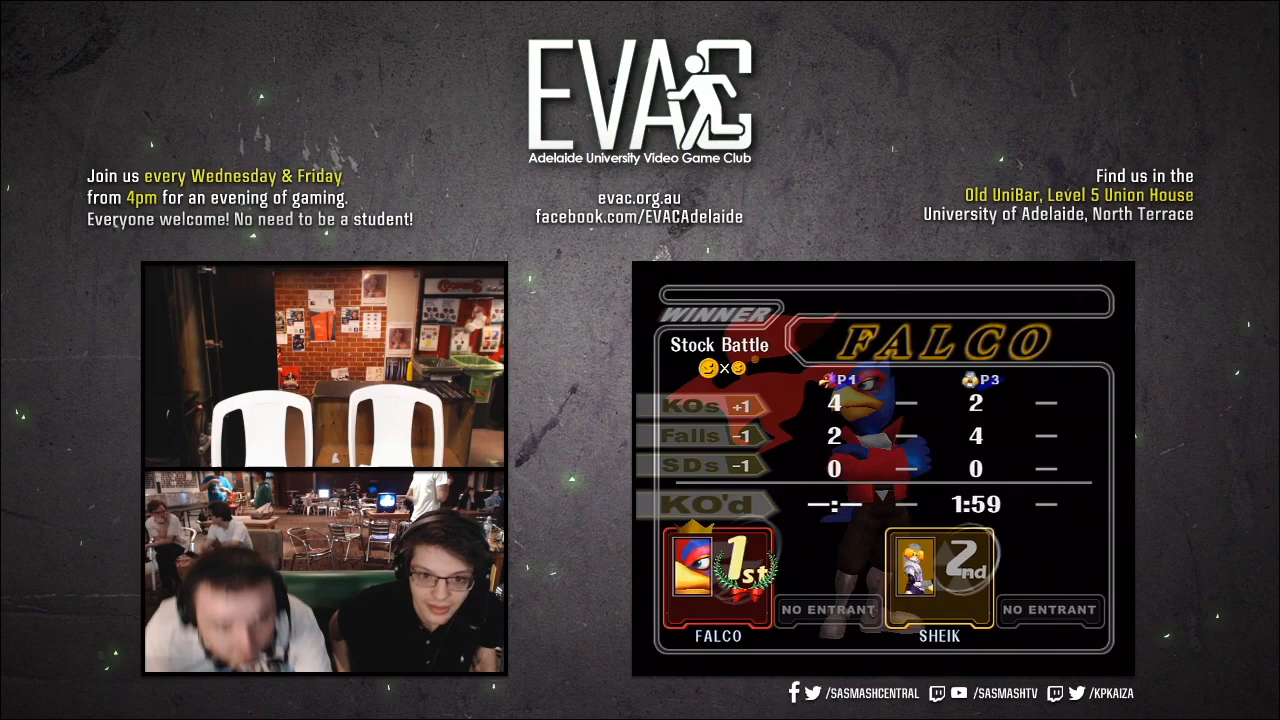 EVAC
Adelaide University Video Game Club
evac.org.au
facebook.com/EVACAdelaide
Join us every Wednesday & Friday
from 4pm for an evening of gaming.
Everyone welcome! No need to be a student!
Find us in the
Old UniBar, Level 5 Union House
University of Adelaide, North Terrace
WINNER
FALCO
Stock Battle
×
P1 P3
KOs +1 4 — 2 —
Falls −1 2 — 4 —
SDs −1 0 — 0 —
KO'd —:— — 1:59 —
1st
2nd
NO ENTRANT
NO ENTRANT
FALCO
SHEIK
/SASMASHCENTRAL /SASMASHTV /KPKAIZA